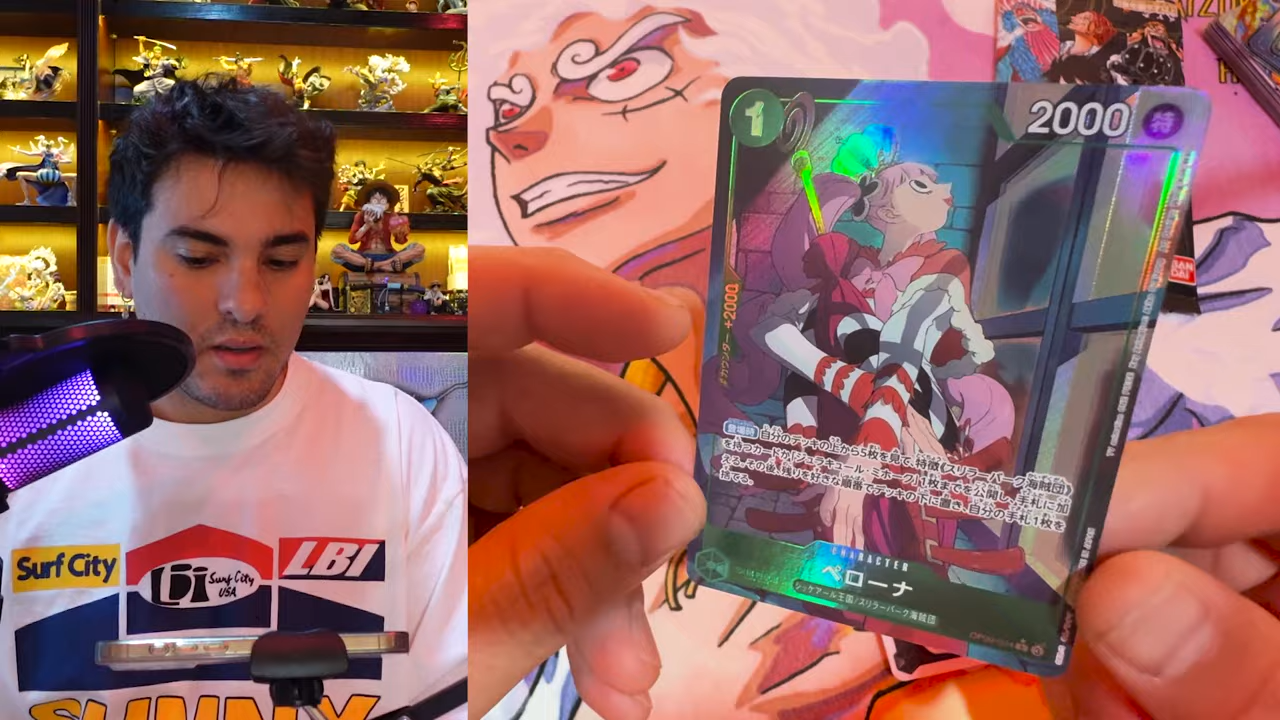 1
2000
特
カウンター+2000
BAN
DAI
登場時 自分のデッキの上から5枚を見て、特徴《スリラーバーク海賊団》
を持つカードか「ジュラキュール・ミホーク」1枚までを公開し、手札に加
える。その後、残りを好きな順番でデッキの下に置き、自分の手札1枚を
捨てる。
CHARACTER
ペローナ
シッケアール王国/スリラーバーク海賊団
Surf City
Surf City
USA
LBI
SUNNY